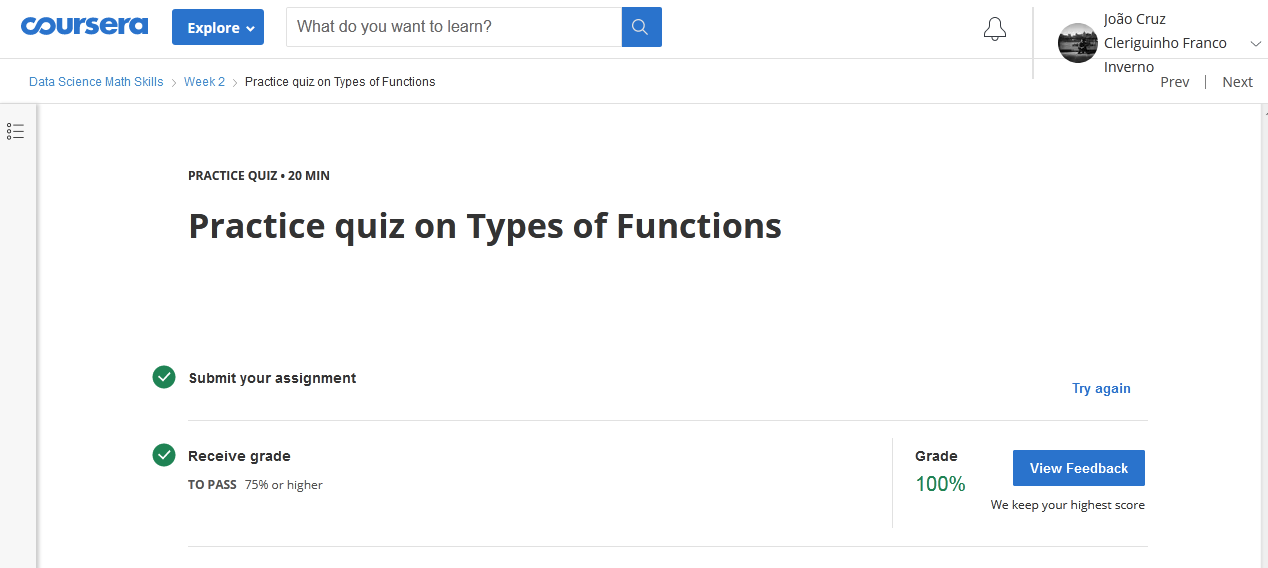 coursera
Explore
What do you want to learn?
João Cruz
Cleriguinho Franco
Inverno
Data Science Math Skills > Week 2 > Practice quiz on Types of Functions
Prev | Next
PRACTICE QUIZ • 20 MIN
Practice quiz on Types of Functions
Submit your assignment
Try again
Receive grade
TO PASS 75% or higher
Grade
100%
View Feedback
We keep your highest score